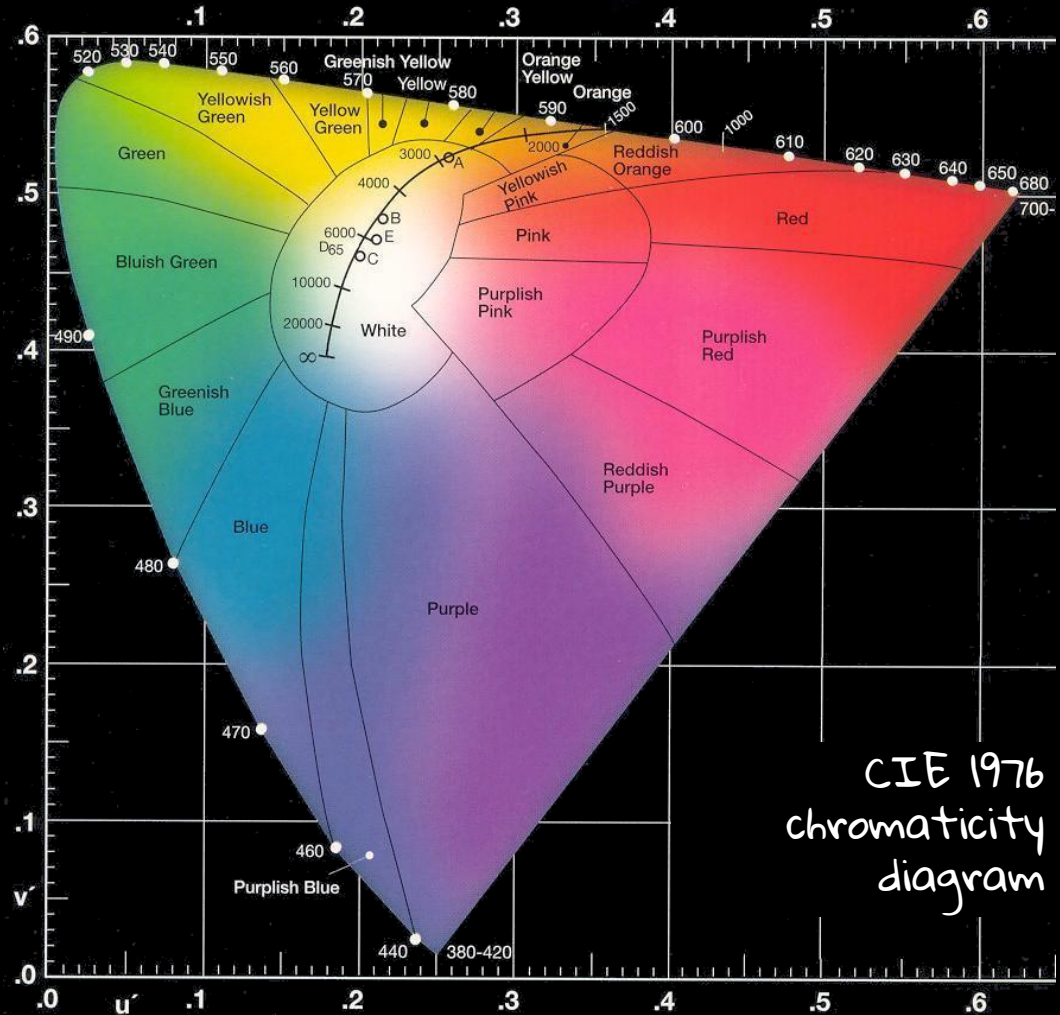 .1 .2 .3 .4 .5 .6
.6
520 530 540 550 560 570 580 590 600 610 620 630 640 650 680
700-
Greenish Yellow
Yellow
Orange
Yellow
Orange
1500
1000
2000
3000
A
4000
B
6000
E
D65
C
10000
20000
∞
Yellowish
Green
Yellow
Green
Green
Reddish
Orange
Yellowish
Pink
.5
Red
Pink
Bluish Green
Purplish
Pink
White
490
.4
Purplish
Red
Greenish
Blue
Reddish
Purple
.3
Blue
480
Purple
.2
470
CIE 1976
chromaticity
diagram
.1
460
Purplish Blue
v′
440
380-420
.0
.0 u′ .1 .2 .3 .4 .5 .6